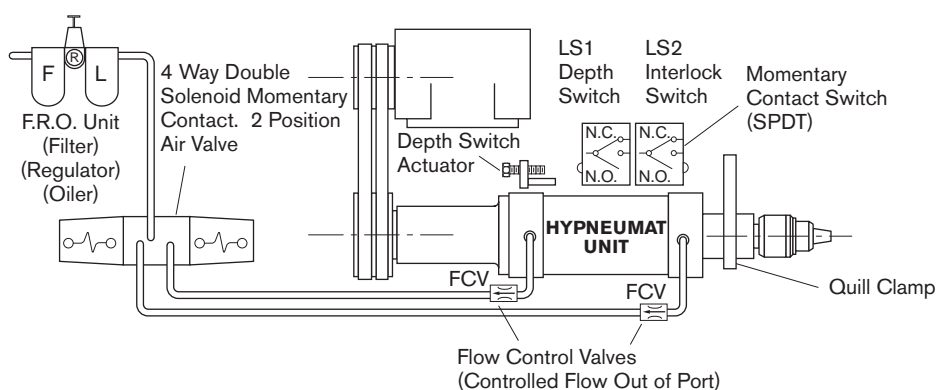 F
R
L
F.R.O. Unit
(Filter)
(Regulator)
(Oiler)
4 Way Double
Solenoid Momentary
Contact. 2 Position
Air Valve
Depth Switch
Actuator
LS1
Depth
Switch
LS2
Interlock
Switch
Momentary
Contact Switch
(SPDT)
N.C.
N.O.
N.C.
N.O.
HYPNEUMAT
UNIT
FCV
FCV
Quill Clamp
Flow Control Valves
(Controlled Flow Out of Port)